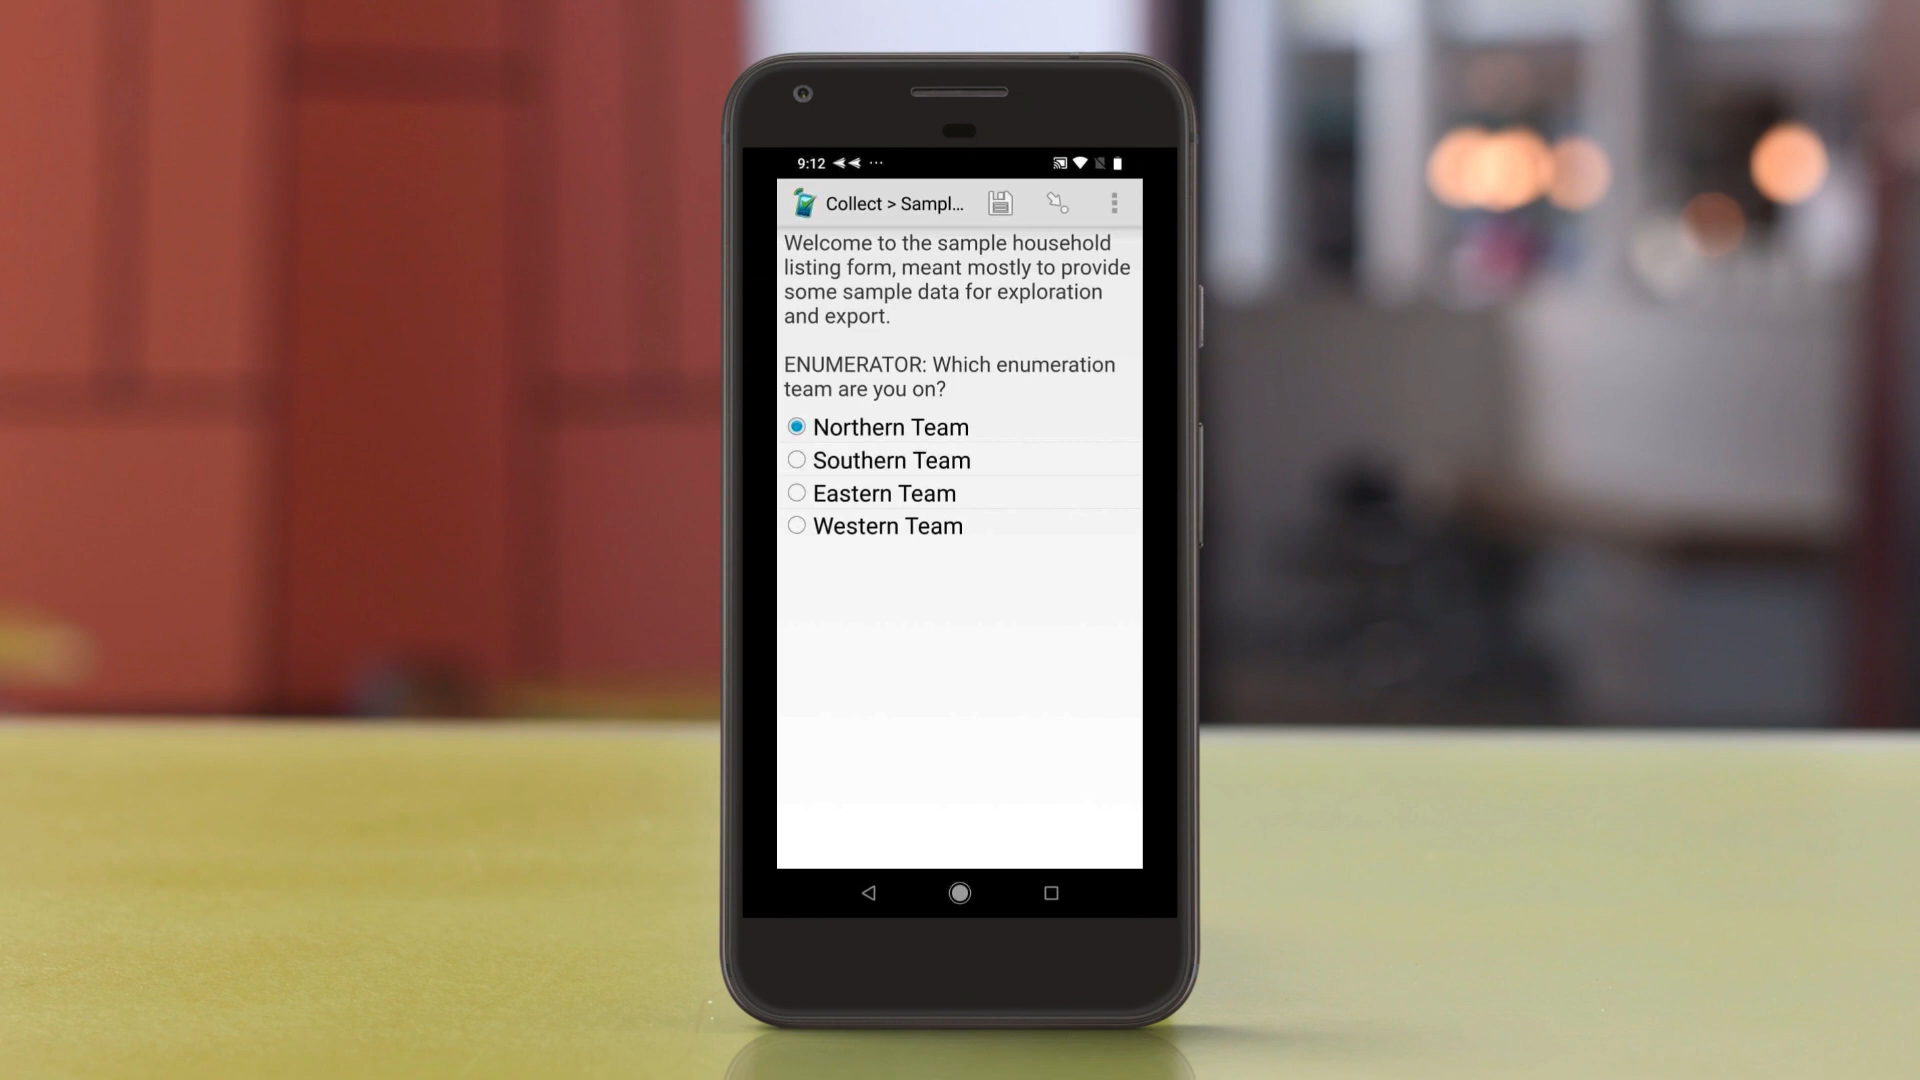 9:12
Collect > Sampl...
Welcome to the sample household
listing form, meant mostly to provide
some sample data for exploration
and export.
ENUMERATOR: Which enumeration
team are you on?
Northern Team
Southern Team
Eastern Team
Western Team